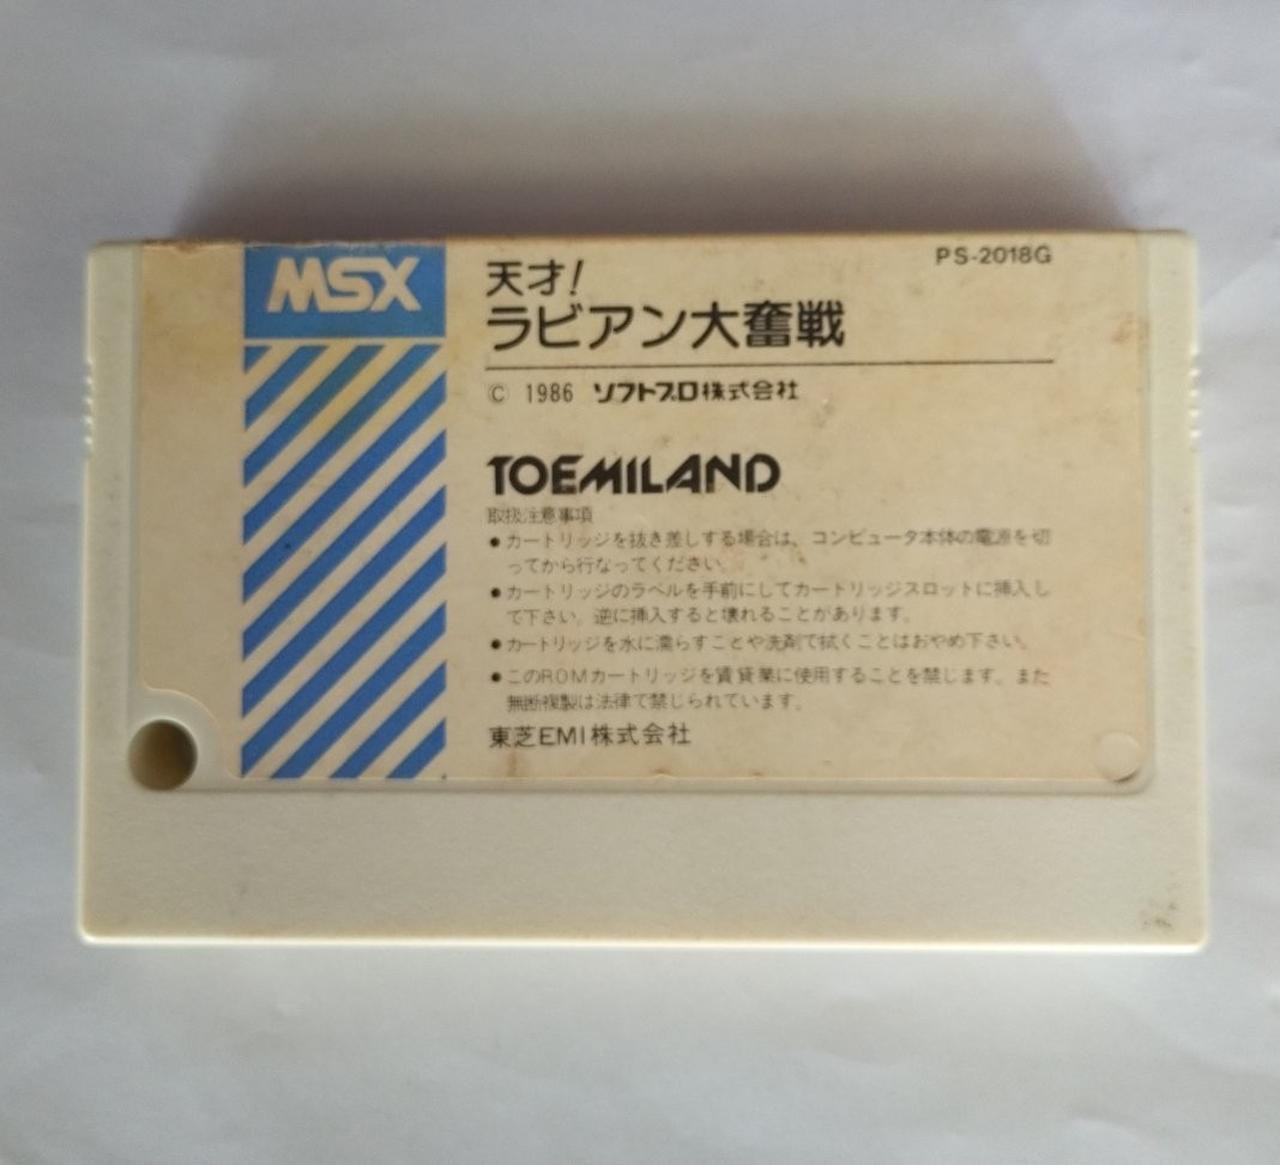 MSX
PS-2018G
天才!
ラビアン大奮戦
© 1986 ソフトプロ株式会社
TOEMILAND
取扱注意事項
●カートリッジを抜き差しする場合は、コンピュータ本体の電源を切
ってから行なってください。
●カートリッジのラベルを手前にしてカートリッジスロットに挿入し
て下さい。逆に挿入すると壊れることがあります。
●カートリッジを水に濡らすことや洗剤で拭くことはおやめ下さい。
●このROMカートリッジを賃貸業に使用することを禁じます。また
無断複製は法律で禁じられています。
東芝EMI株式会社